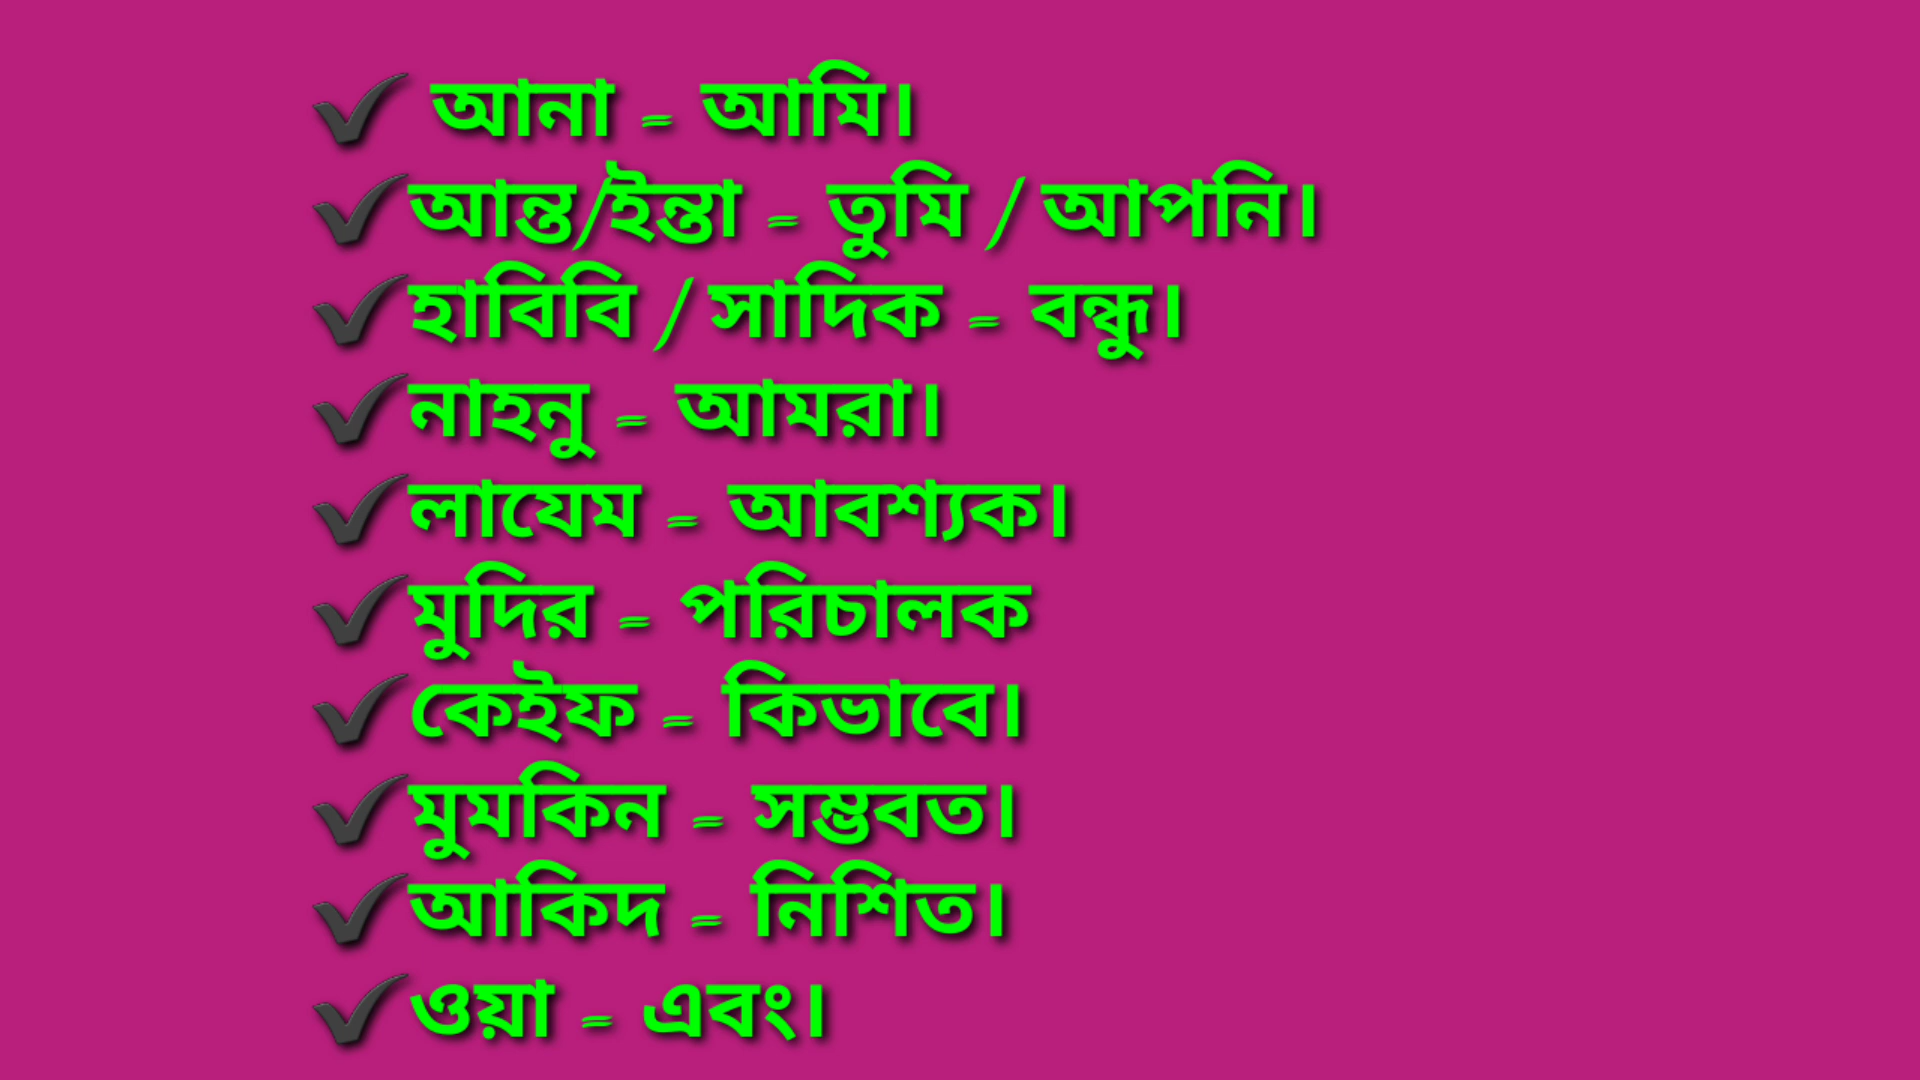 ✔ আনা = আমি।
✔আন্ত/ইন্তা = তুমি / আপনি।
✔হাবিবি / সাদিক = বন্ধু।
✔নাহনু = আমরা।
✔লাযেম = আবশ্যক।
✔মুদির = পরিচালক
✔কেইফ = কিভাবে।
✔মুমকিন = সম্ভবত।
✔আকিদ = নিশিত।
✔ওয়া = এবং।